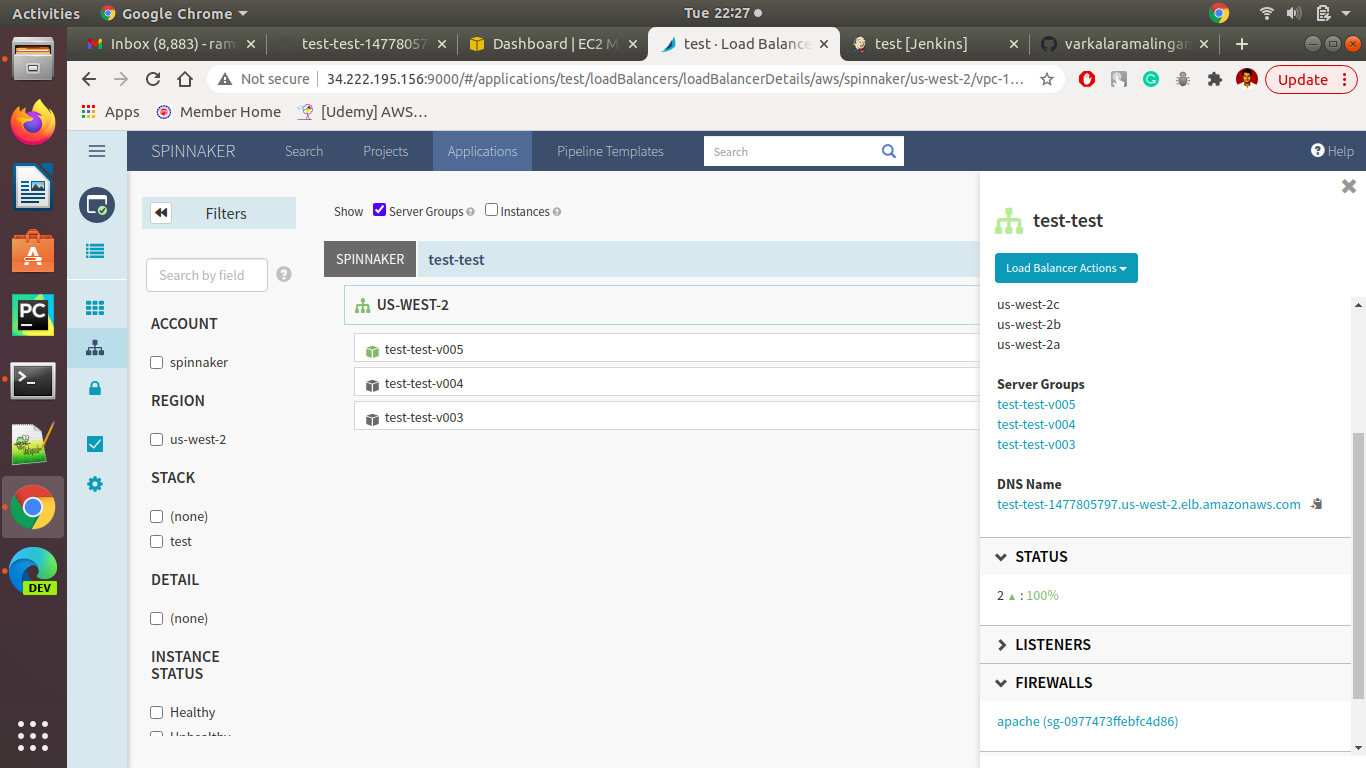 Activities
Google Chrome
Tue 22:27
Inbox (8,883) - ram
test-test-14778057
Dashboard | EC2 M
test · Load Balance
test [Jenkins]
varkalaramalingam
Not secure
34.222.195.156:9000/#/applications/test/loadBalancers/loadBalancerDetails/aws/spinnaker/us-west-2/vpc-1...
Update
Apps
Member Home
[Udemy] AWS...
SPINNAKER
Search
Projects
Applications
Pipeline Templates
Search
Help
Filters
Search by field
ACCOUNT
spinnaker
REGION
us-west-2
STACK
(none)
test
DETAIL
(none)
INSTANCE
STATUS
Healthy
Show
Server Groups
Instances
SPINNAKER
test-test
US-WEST-2
test-test-v005
test-test-v004
test-test-v003
test-test
Load Balancer Actions
us-west-2c
us-west-2b
us-west-2a
Server Groups
test-test-v005
test-test-v004
test-test-v003
DNS Name
test-test-1477805797.us-west-2.elb.amazonaws.com
STATUS
2 ▲ : 100%
LISTENERS
FIREWALLS
apache (sg-0977473ffebfc4d86)
PC
DEV